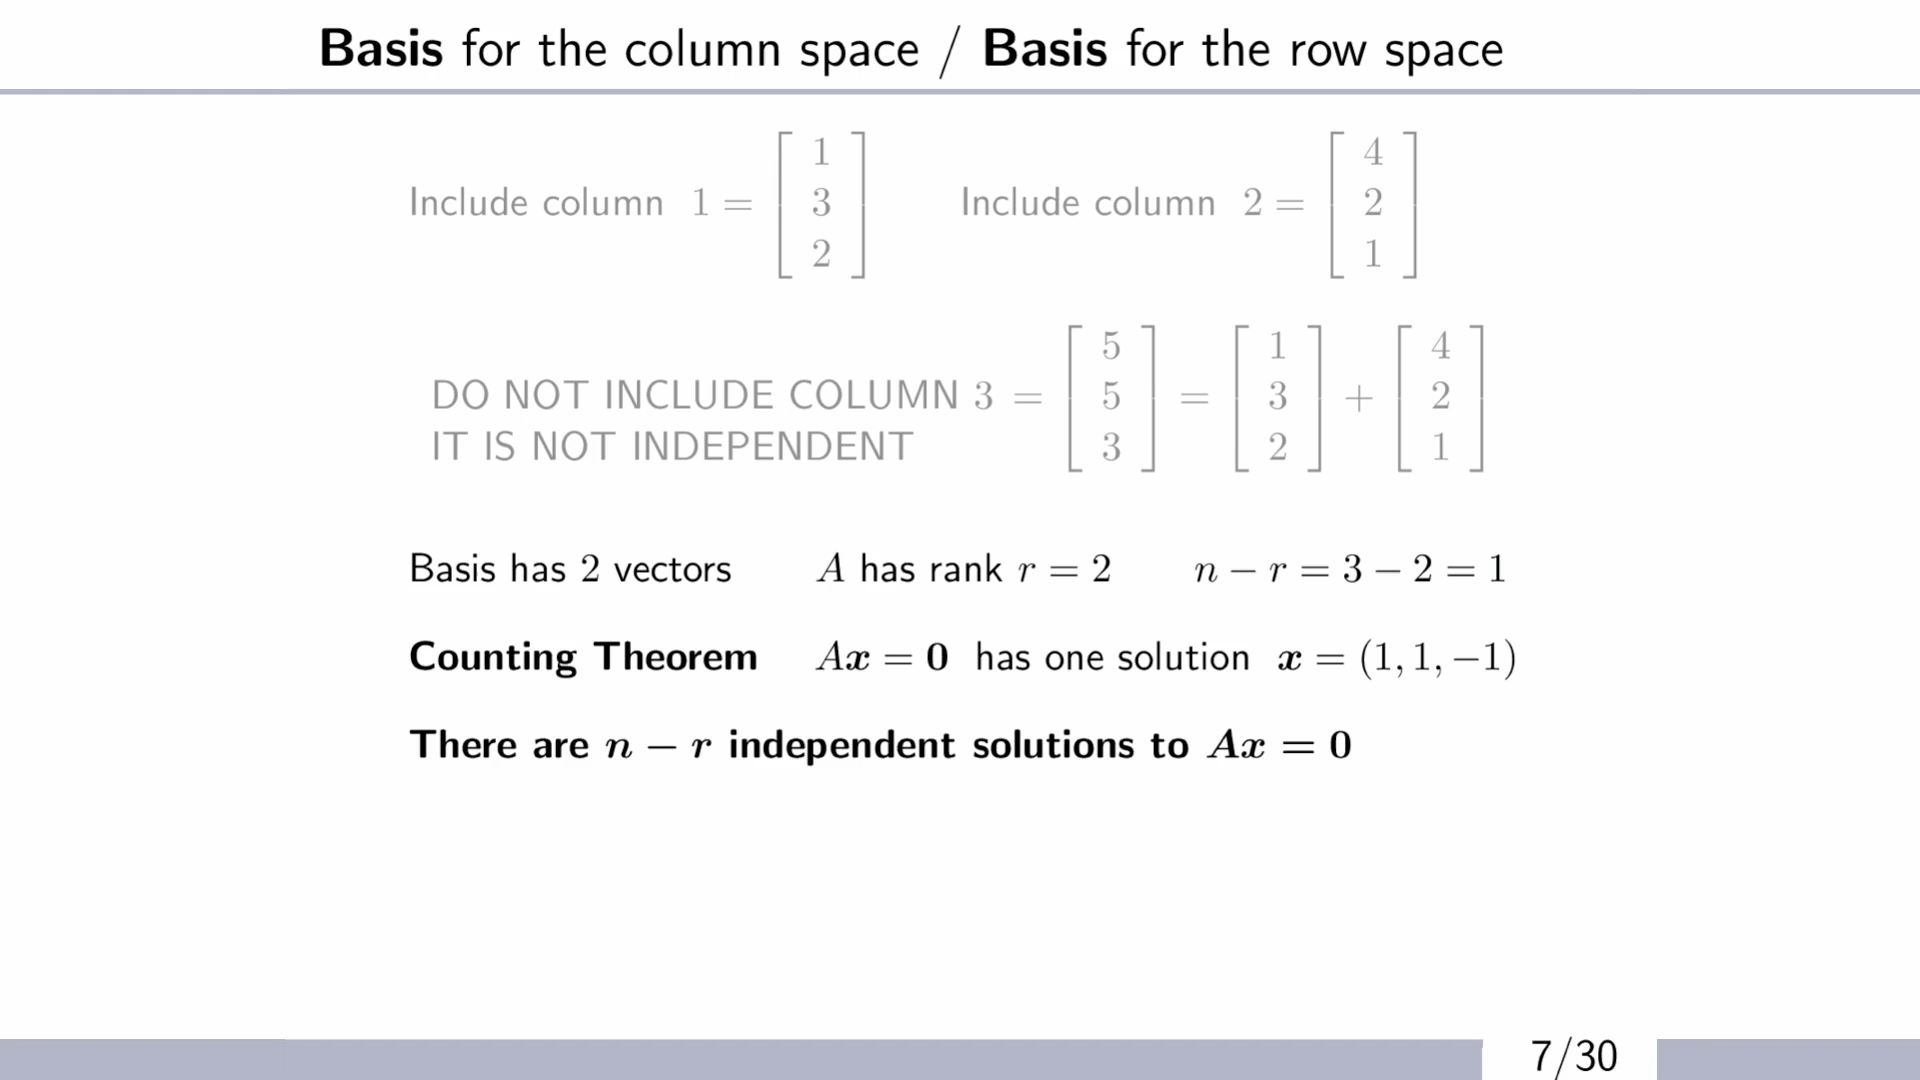 Basis for the column space / Basis for the row space
Include column 1 = [ 1 3 2 ] Include column 2 = [ 4 2 1 ]
DO NOT INCLUDE COLUMN 3 = [ 5 5 3 ] = [ 1 3 2 ] + [ 4 2 1 ]
IT IS NOT INDEPENDENT
Basis has 2 vectors A has rank r = 2 n − r = 3 − 2 = 1
Counting Theorem Ax = 0 has one solution x = (1, 1, −1)
There are n − r independent solutions to Ax = 0
7/30